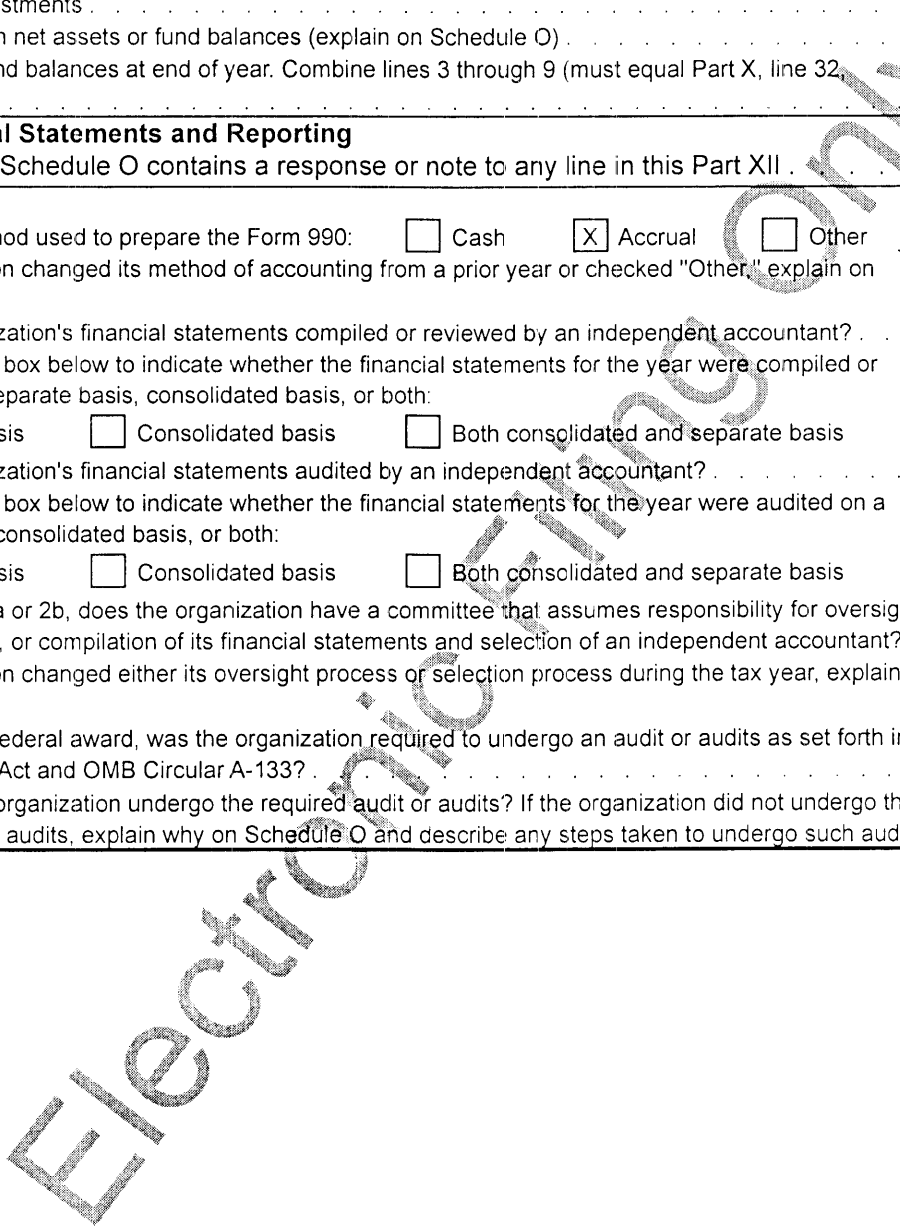 stments . . . . . . . . . . . . . . . . . . . . . .
n net assets or fund balances (explain on Schedule O) . . . . . . . . .
nd balances at end of year. Combine lines 3 through 9 (must equal Part X, line 32,
. . . . . . . . . . . . . . . . . . . . . . . . .
al Statements and Reporting
Schedule O contains a response or note to any line in this Part XII . . . .
nod used to prepare the Form 990: Cash X Accrual Other
on changed its method of accounting from a prior year or checked "Other," explain on
zation's financial statements compiled or reviewed by an independent accountant? . .
box below to indicate whether the financial statements for the year were compiled or
eparate basis, consolidated basis, or both:
sis Consolidated basis Both consolidated and separate basis
zation's financial statements audited by an independent accountant? . . . . . . . .
box below to indicate whether the financial statements for the year were audited on a
consolidated basis, or both:
sis Consolidated basis Both consolidated and separate basis
a or 2b, does the organization have a committee that assumes responsibility for oversig
, or compilation of its financial statements and selection of an independent accountant?
on changed either its oversight process or selection process during the tax year, explain
ederal award, was the organization required to undergo an audit or audits as set forth in
Act and OMB Circular A-133? . . . . . . . . . . . . . . . . . . .
organization undergo the required audit or audits? If the organization did not undergo th
audits, explain why on Schedule O and describe any steps taken to undergo such aud
Electronic Filing Only